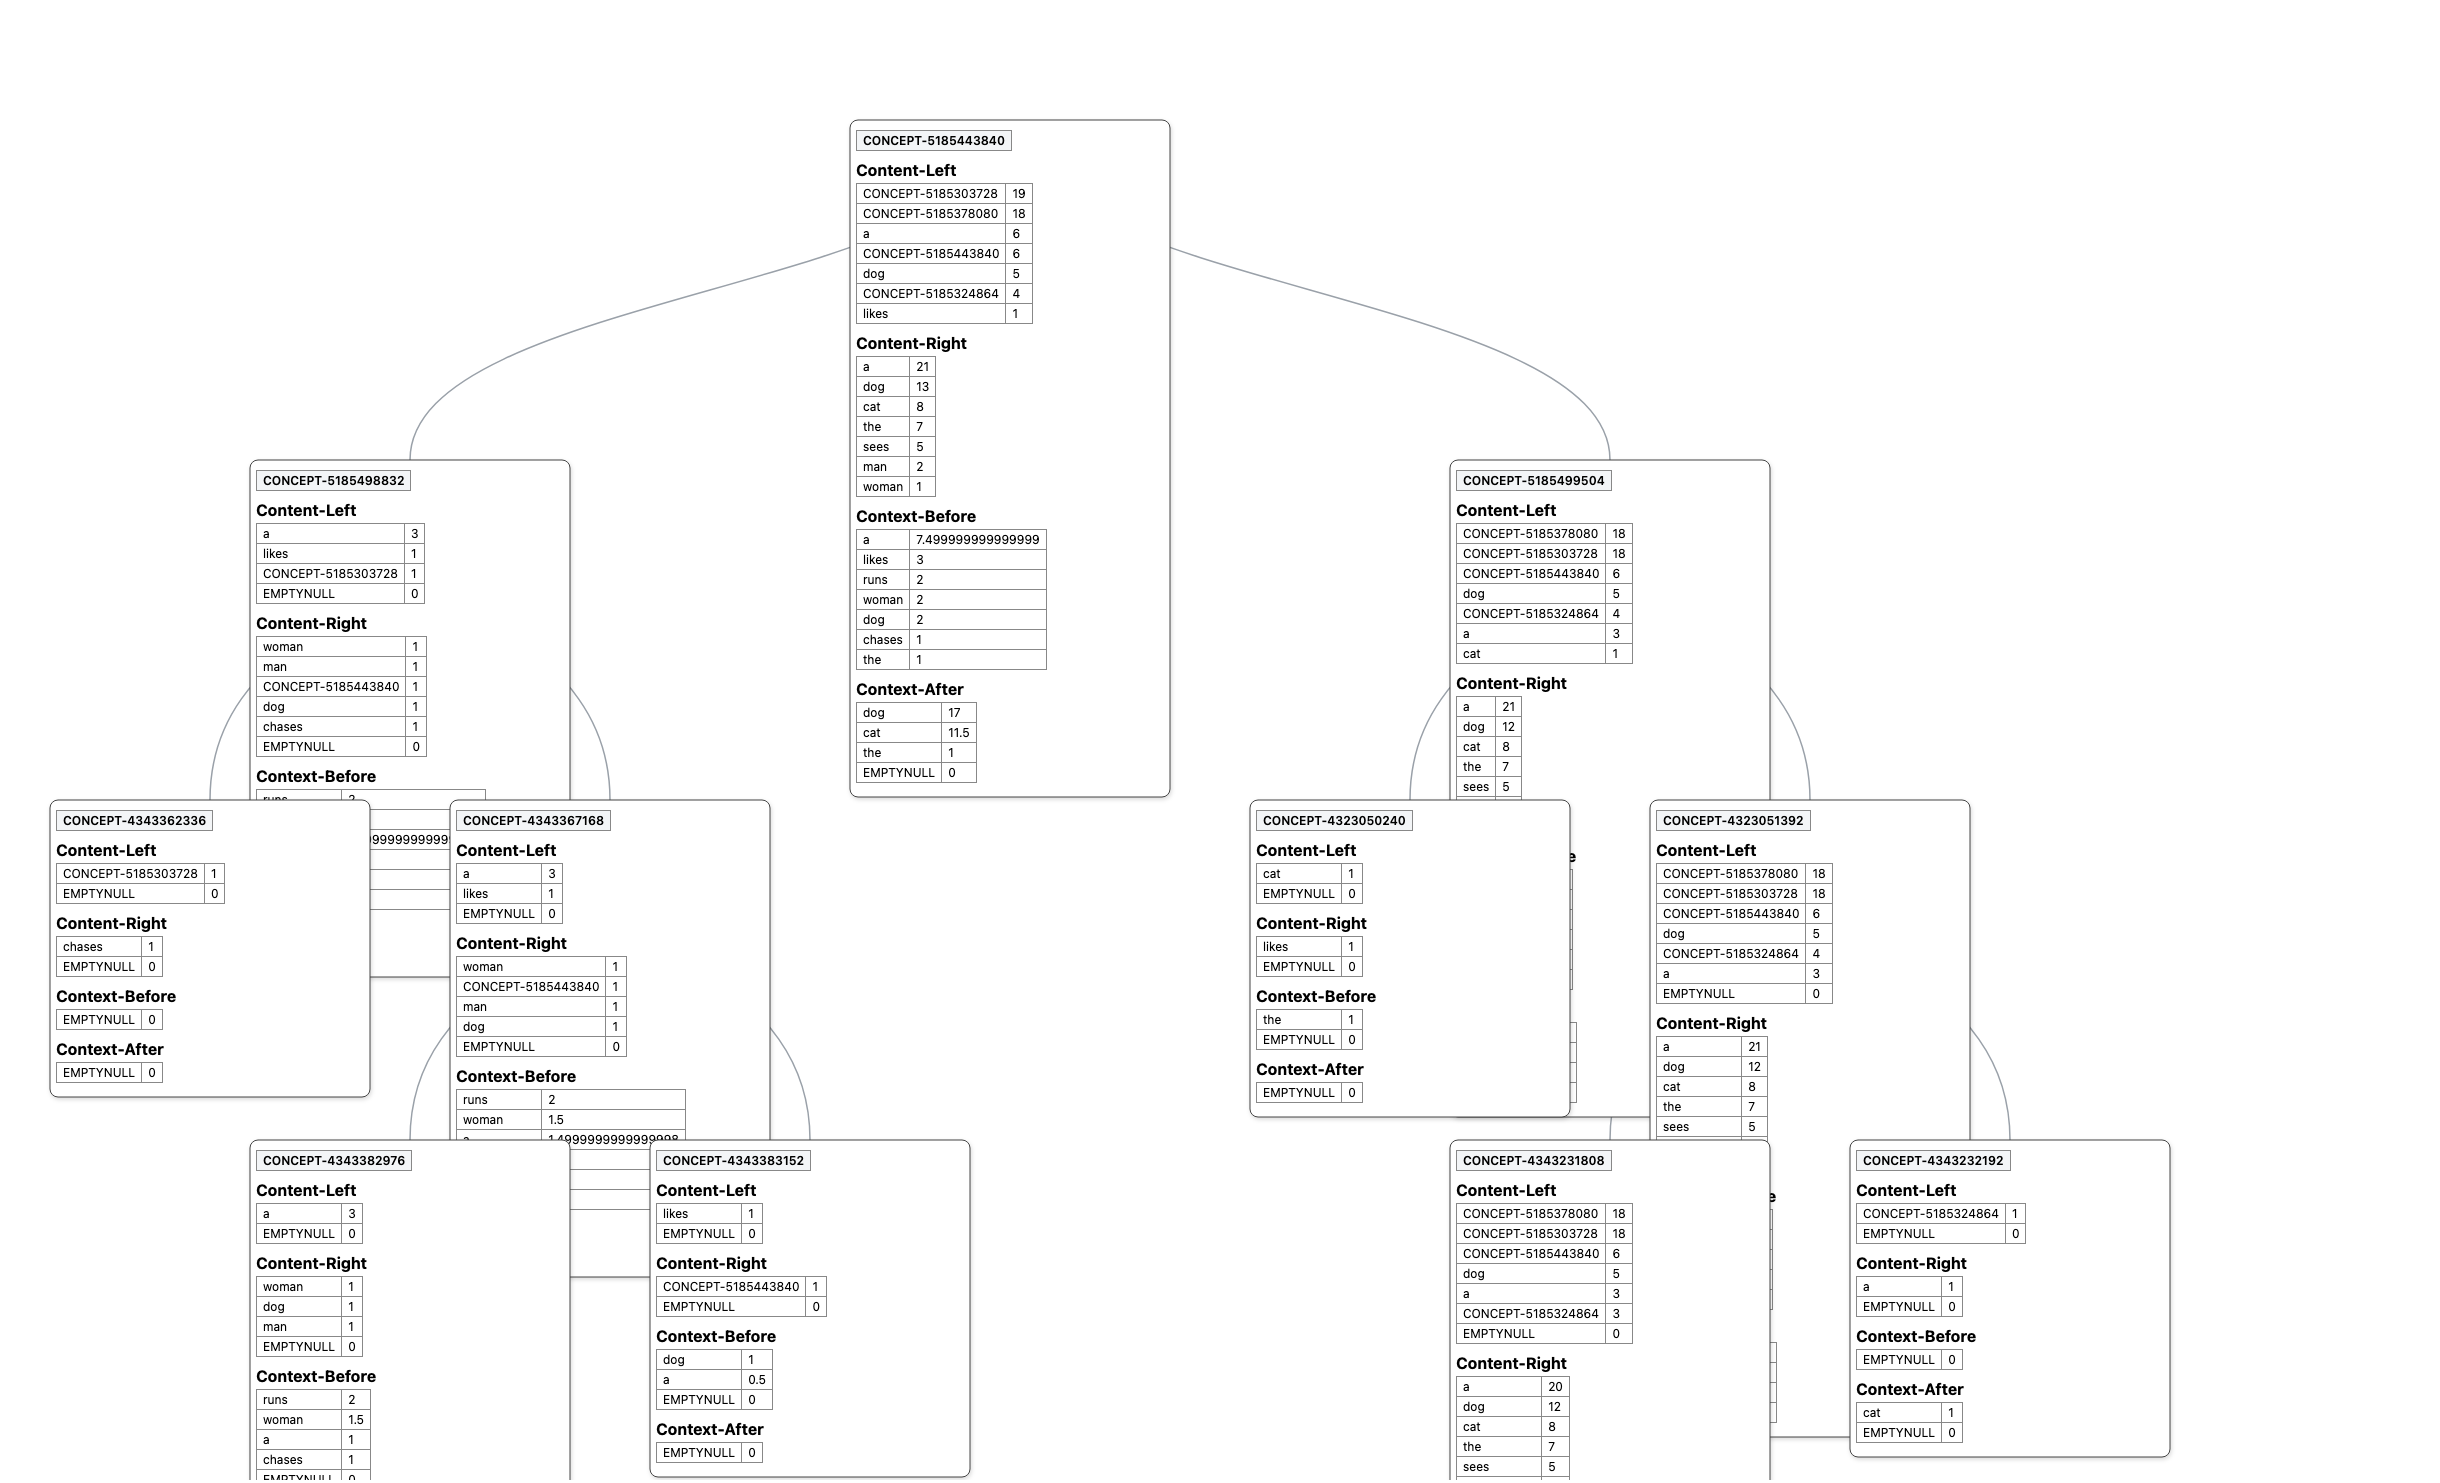 CONCEPT-5185443840
Content-Left
CONCEPT-5185303728 19
CONCEPT-5185378080 18
a 6
CONCEPT-5185443840 6
dog 5
CONCEPT-5185324864 4
likes 1
Content-Right
a 21
dog 13
cat 8
the 7
sees 5
man 2
woman 1
Context-Before
a 7.499999999999999
likes 3
runs 2
woman 2
dog 2
chases 1
the 1
Context-After
dog 17
cat 11.5
the 1
EMPTYNULL 0
CONCEPT-5185498832
Content-Left
a 3
likes 1
CONCEPT-5185303728 1
EMPTYNULL 0
Content-Right
woman 1
man 1
CONCEPT-5185443840 1
dog 1
chases 1
EMPTYNULL 0
Context-Before
runs 2
CONCEPT-5185499504
Content-Left
CONCEPT-5185378080 18
CONCEPT-5185303728 18
CONCEPT-5185443840 6
dog 5
CONCEPT-5185324864 4
a 3
cat 1
Content-Right
a 21
dog 12
cat 8
the 7
sees 5
CONCEPT-4343362336
Content-Left
CONCEPT-5185303728 1
EMPTYNULL 0
Content-Right
chases 1
EMPTYNULL 0
Context-Before
EMPTYNULL 0
Context-After
EMPTYNULL 0
CONCEPT-4343367168
Content-Left
a 3
likes 1
EMPTYNULL 0
Content-Right
woman 1
CONCEPT-5185443840 1
man 1
dog 1
EMPTYNULL 0
Context-Before
runs 2
woman 1.5
a 1.4999999999999998
CONCEPT-4323050240
Content-Left
cat 1
EMPTYNULL 0
Content-Right
likes 1
EMPTYNULL 0
Context-Before
the 1
EMPTYNULL 0
Context-After
EMPTYNULL 0
CONCEPT-4323051392
Content-Left
CONCEPT-5185378080 18
CONCEPT-5185303728 18
CONCEPT-5185443840 6
dog 5
CONCEPT-5185324864 4
a 3
EMPTYNULL 0
Content-Right
a 21
dog 12
cat 8
the 7
sees 5
CONCEPT-4343382976
Content-Left
a 3
EMPTYNULL 0
Content-Right
woman 1
dog 1
man 1
EMPTYNULL 0
Context-Before
runs 2
woman 1.5
a 1
chases 1
CONCEPT-4343383152
Content-Left
likes 1
EMPTYNULL 0
Content-Right
CONCEPT-5185443840 1
EMPTYNULL 0
Context-Before
dog 1
a 0.5
EMPTYNULL 0
Context-After
EMPTYNULL 0
CONCEPT-4343231808
Content-Left
CONCEPT-5185378080 18
CONCEPT-5185303728 18
CONCEPT-5185443840 6
dog 5
a 3
CONCEPT-5185324864 3
EMPTYNULL 0
Content-Right
a 20
dog 12
cat 8
the 7
sees 5
CONCEPT-4343232192
Content-Left
CONCEPT-5185324864 1
EMPTYNULL 0
Content-Right
a 1
EMPTYNULL 0
Context-Before
EMPTYNULL 0
Context-After
cat 1
EMPTYNULL 0